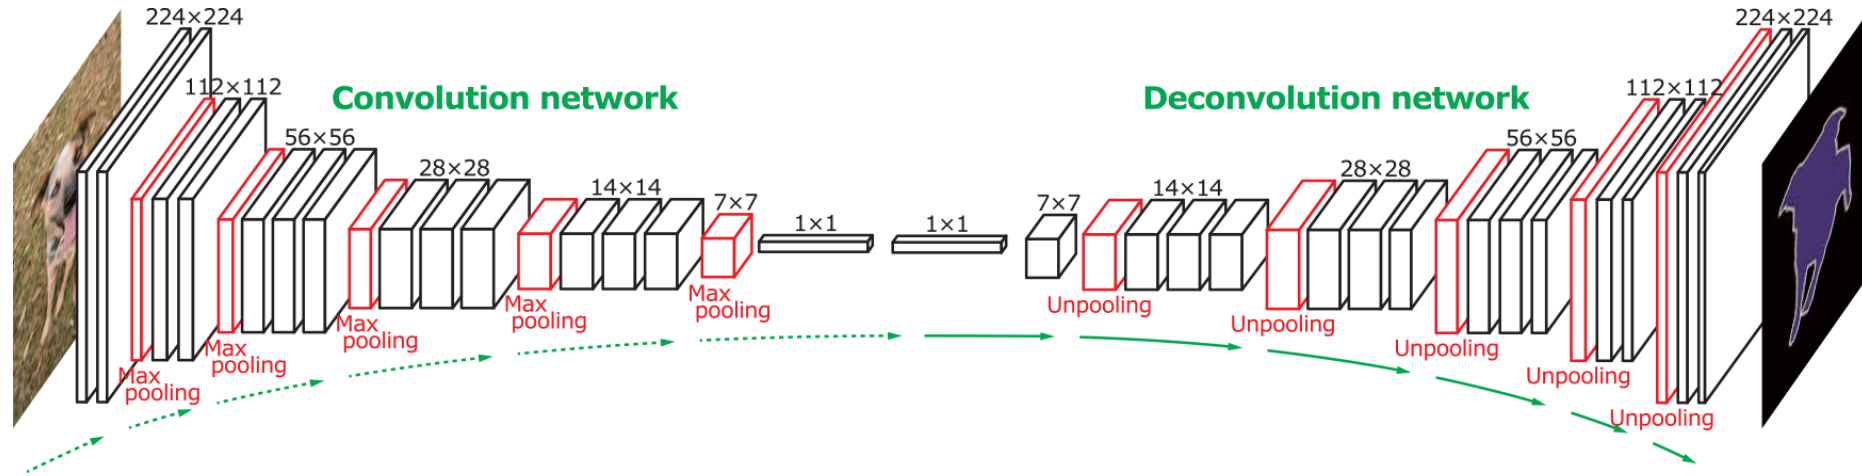 224×224
112×112
Convolution network
56×56
28×28
14×14
7×7
1×1
1×1
7×7
14×14
28×28
Deconvolution network
56×56
112×112
224×224
Max
pooling
Max
pooling
Max
pooling
Max
pooling
Max
pooling
Unpooling
Unpooling
Unpooling
Unpooling
Unpooling